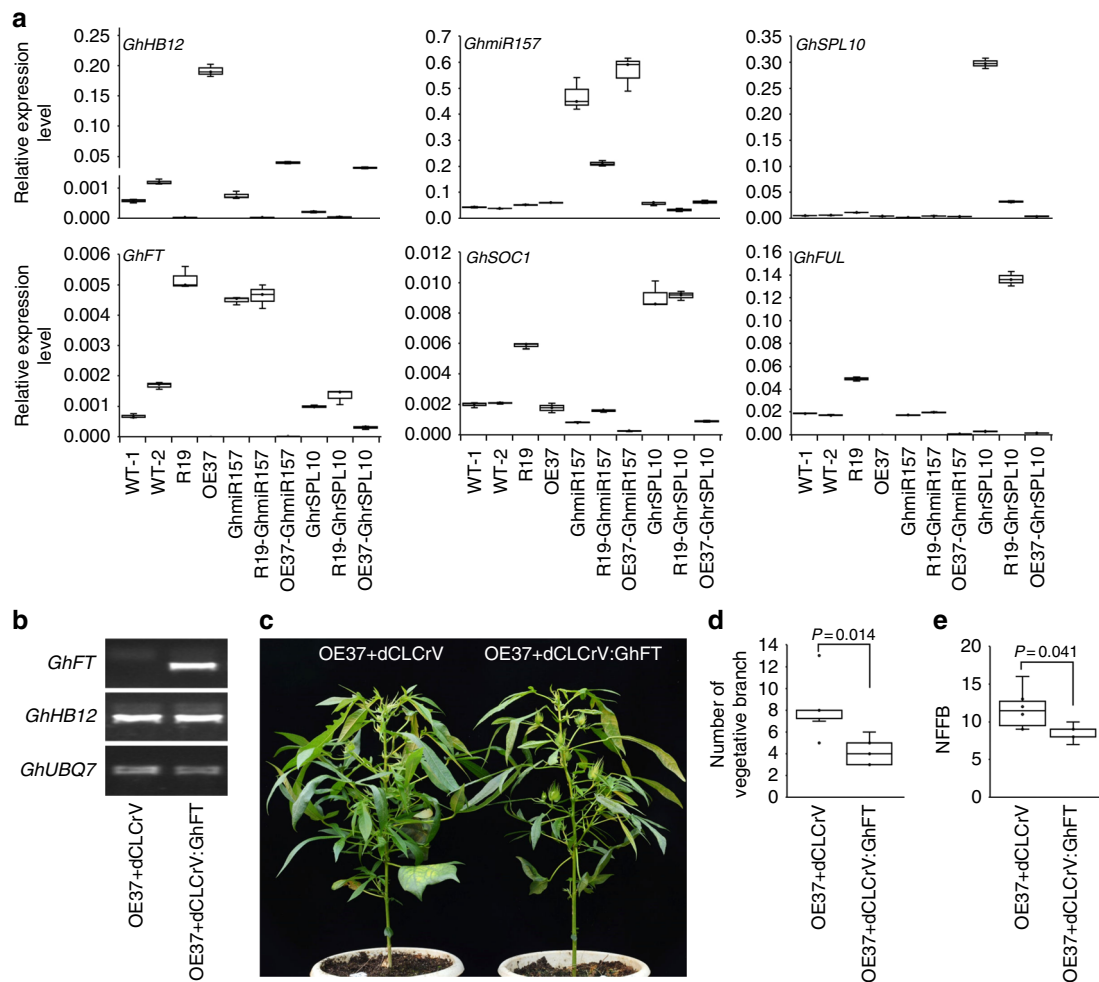 a
GhHB12
GhmiR157
GhSPL10
Relative expression
level
0.25
0.20
0.15
0.10
0.05
0.001
0.000
0.7
0.6
0.5
0.4
0.3
0.2
0.1
0.0
0.35
0.30
0.25
0.20
0.15
0.10
0.05
0.00
GhFT
GhSOC1
GhFUL
Relative expression
level
0.006
0.005
0.004
0.003
0.002
0.001
0.000
0.012
0.010
0.008
0.006
0.004
0.002
0.000
0.16
0.14
0.12
0.10
0.08
0.06
0.04
0.02
0.00
WT-1
WT-2
R19
OE37
GhmiR157
R19-GhmiR157
OE37-GhmiR157
GhrSPL10
R19-GhrSPL10
OE37-GhrSPL10
WT-1
WT-2
R19
OE37
GhmiR157
R19-GhmiR157
OE37-GhmiR157
GhrSPL10
R19-GhrSPL10
OE37-GhrSPL10
WT-1
WT-2
R19
OE37
GhmiR157
R19-GhmiR157
OE37-GhmiR157
GhrSPL10
R19-GhrSPL10
OE37-GhrSPL10
b
GhFT
GhHB12
GhUBQ7
OE37+dCLCrV
OE37+dCLCrV:GhFT
c
OE37+dCLCrV
OE37+dCLCrV:GhFT
d
P=0.014
Number of
vegetative branch
14
12
10
8
6
4
2
0
OE37+dCLCrV
OE37+dCLCrV:GhFT
e
P=0.041
NFFB
20
15
10
5
0
OE37+dCLCrV
OE37+dCLCrV:GhFT